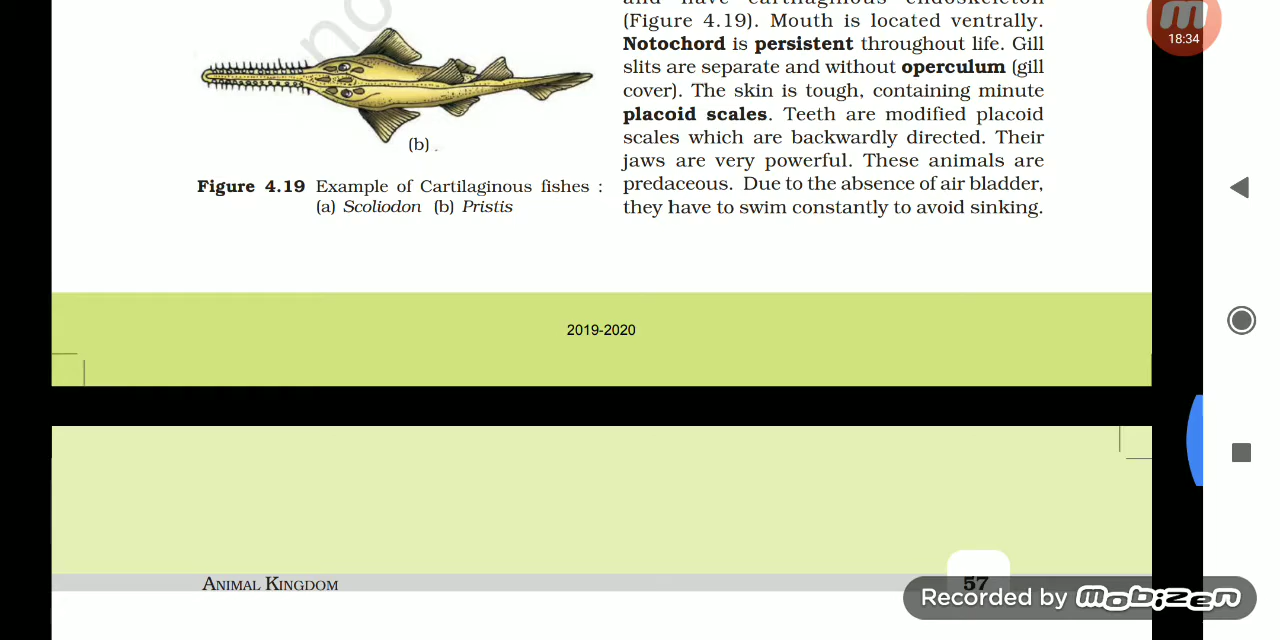 and have cartilaginous endoskeleton
(Figure 4.19). Mouth is located ventrally.
Notochord is persistent throughout life. Gill
slits are separate and without operculum (gill
cover). The skin is tough, containing minute
placoid scales. Teeth are modified placoid
scales which are backwardly directed. Their
jaws are very powerful. These animals are
predaceous. Due to the absence of air bladder,
they have to swim constantly to avoid sinking.
(b)
Figure 4.19 Example of Cartilaginous fishes :
(a) Scoliodon (b) Pristis
18:34
2019-2020
ANIMAL KINGDOM
57
Recorded by mobizen